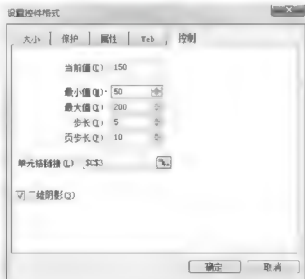 设置控件格式
大小 保护 属性 Web 控制
当前值(C) 150
最小值(M): 50
最大值(X): 200
步长(I): 5
页步长(P): 10
单元格链接(L) $C$3
三维阴影(3)
确定 取消